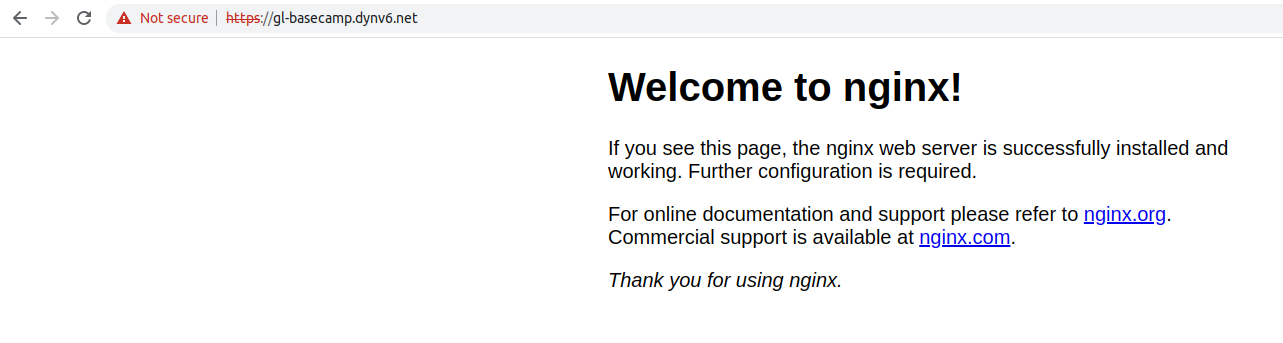 Not secure | https://gl-basecamp.dynv6.net
Welcome to nginx!
If you see this page, the nginx web server is successfully installed and
working. Further configuration is required.
For online documentation and support please refer to nginx.org.
Commercial support is available at nginx.com.
Thank you for using nginx.